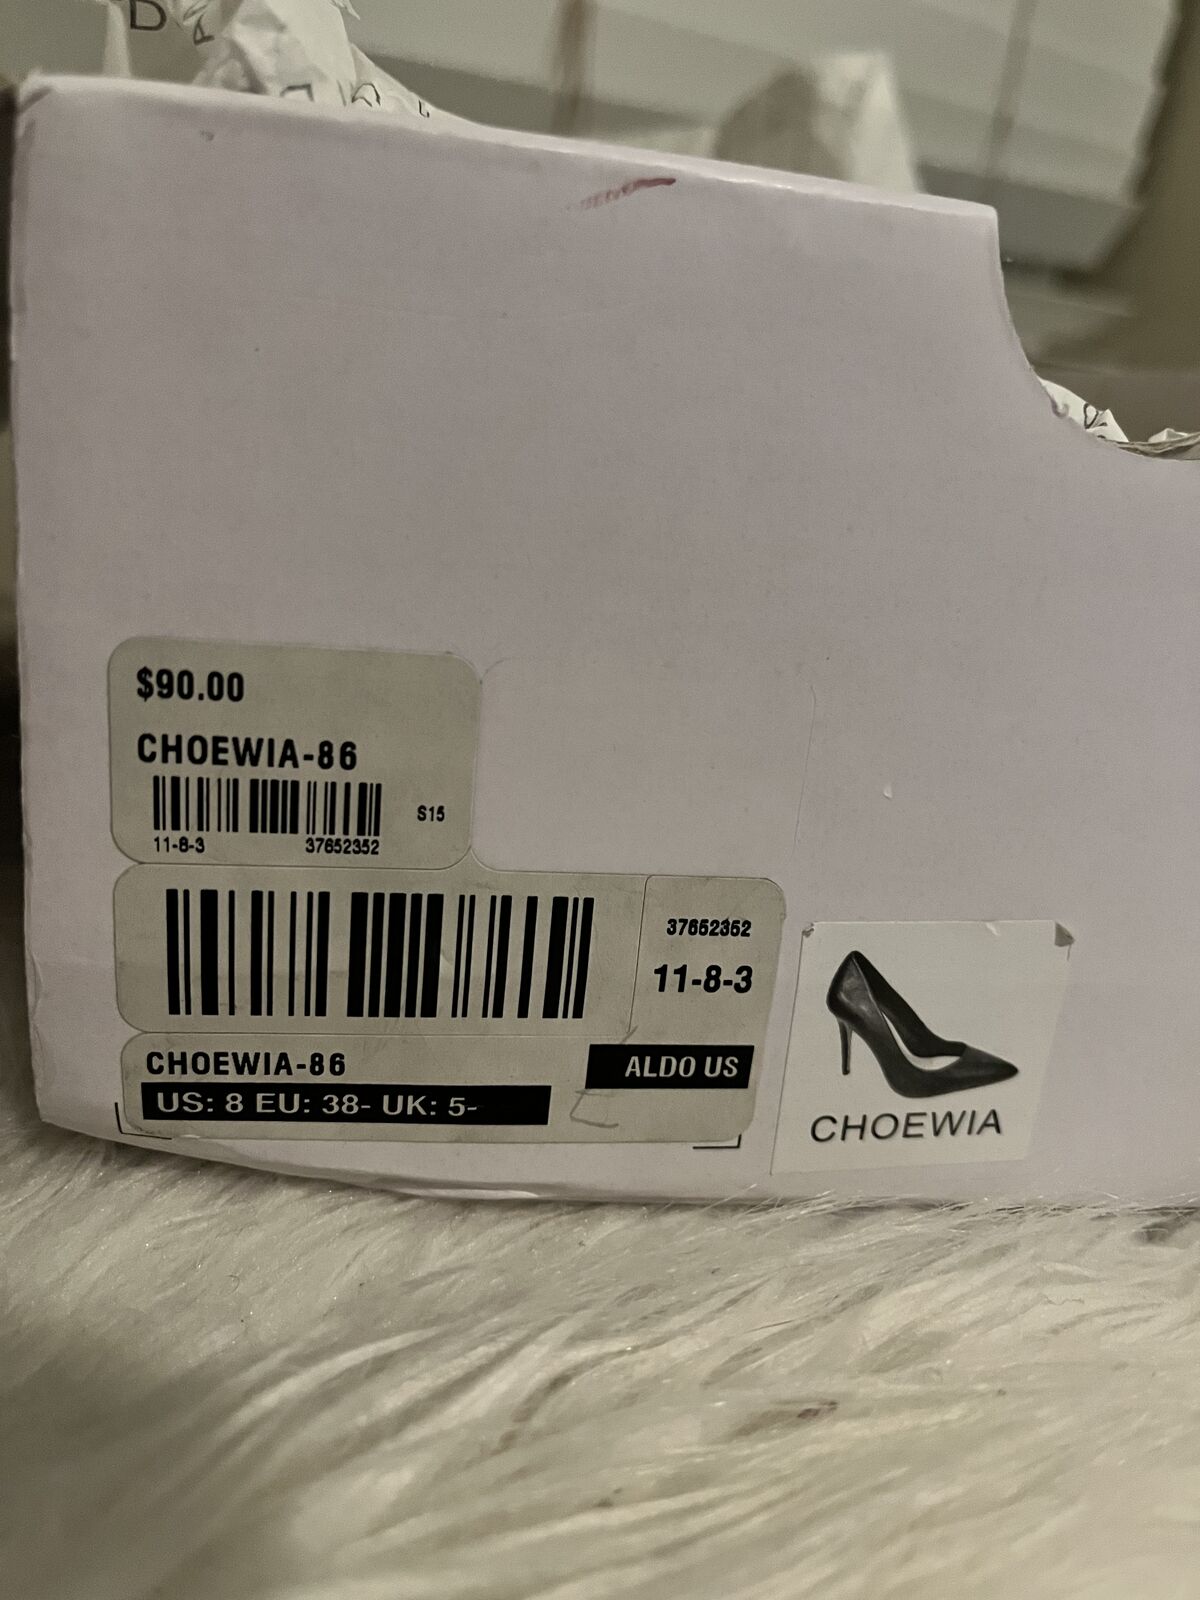 $90.00
CHOEWIA-86
S15
11-8-3 37652352
37652352
11-8-3
CHOEWIA-86
ALDO US
US: 8 EU: 38- UK: 5-
CHOEWIA